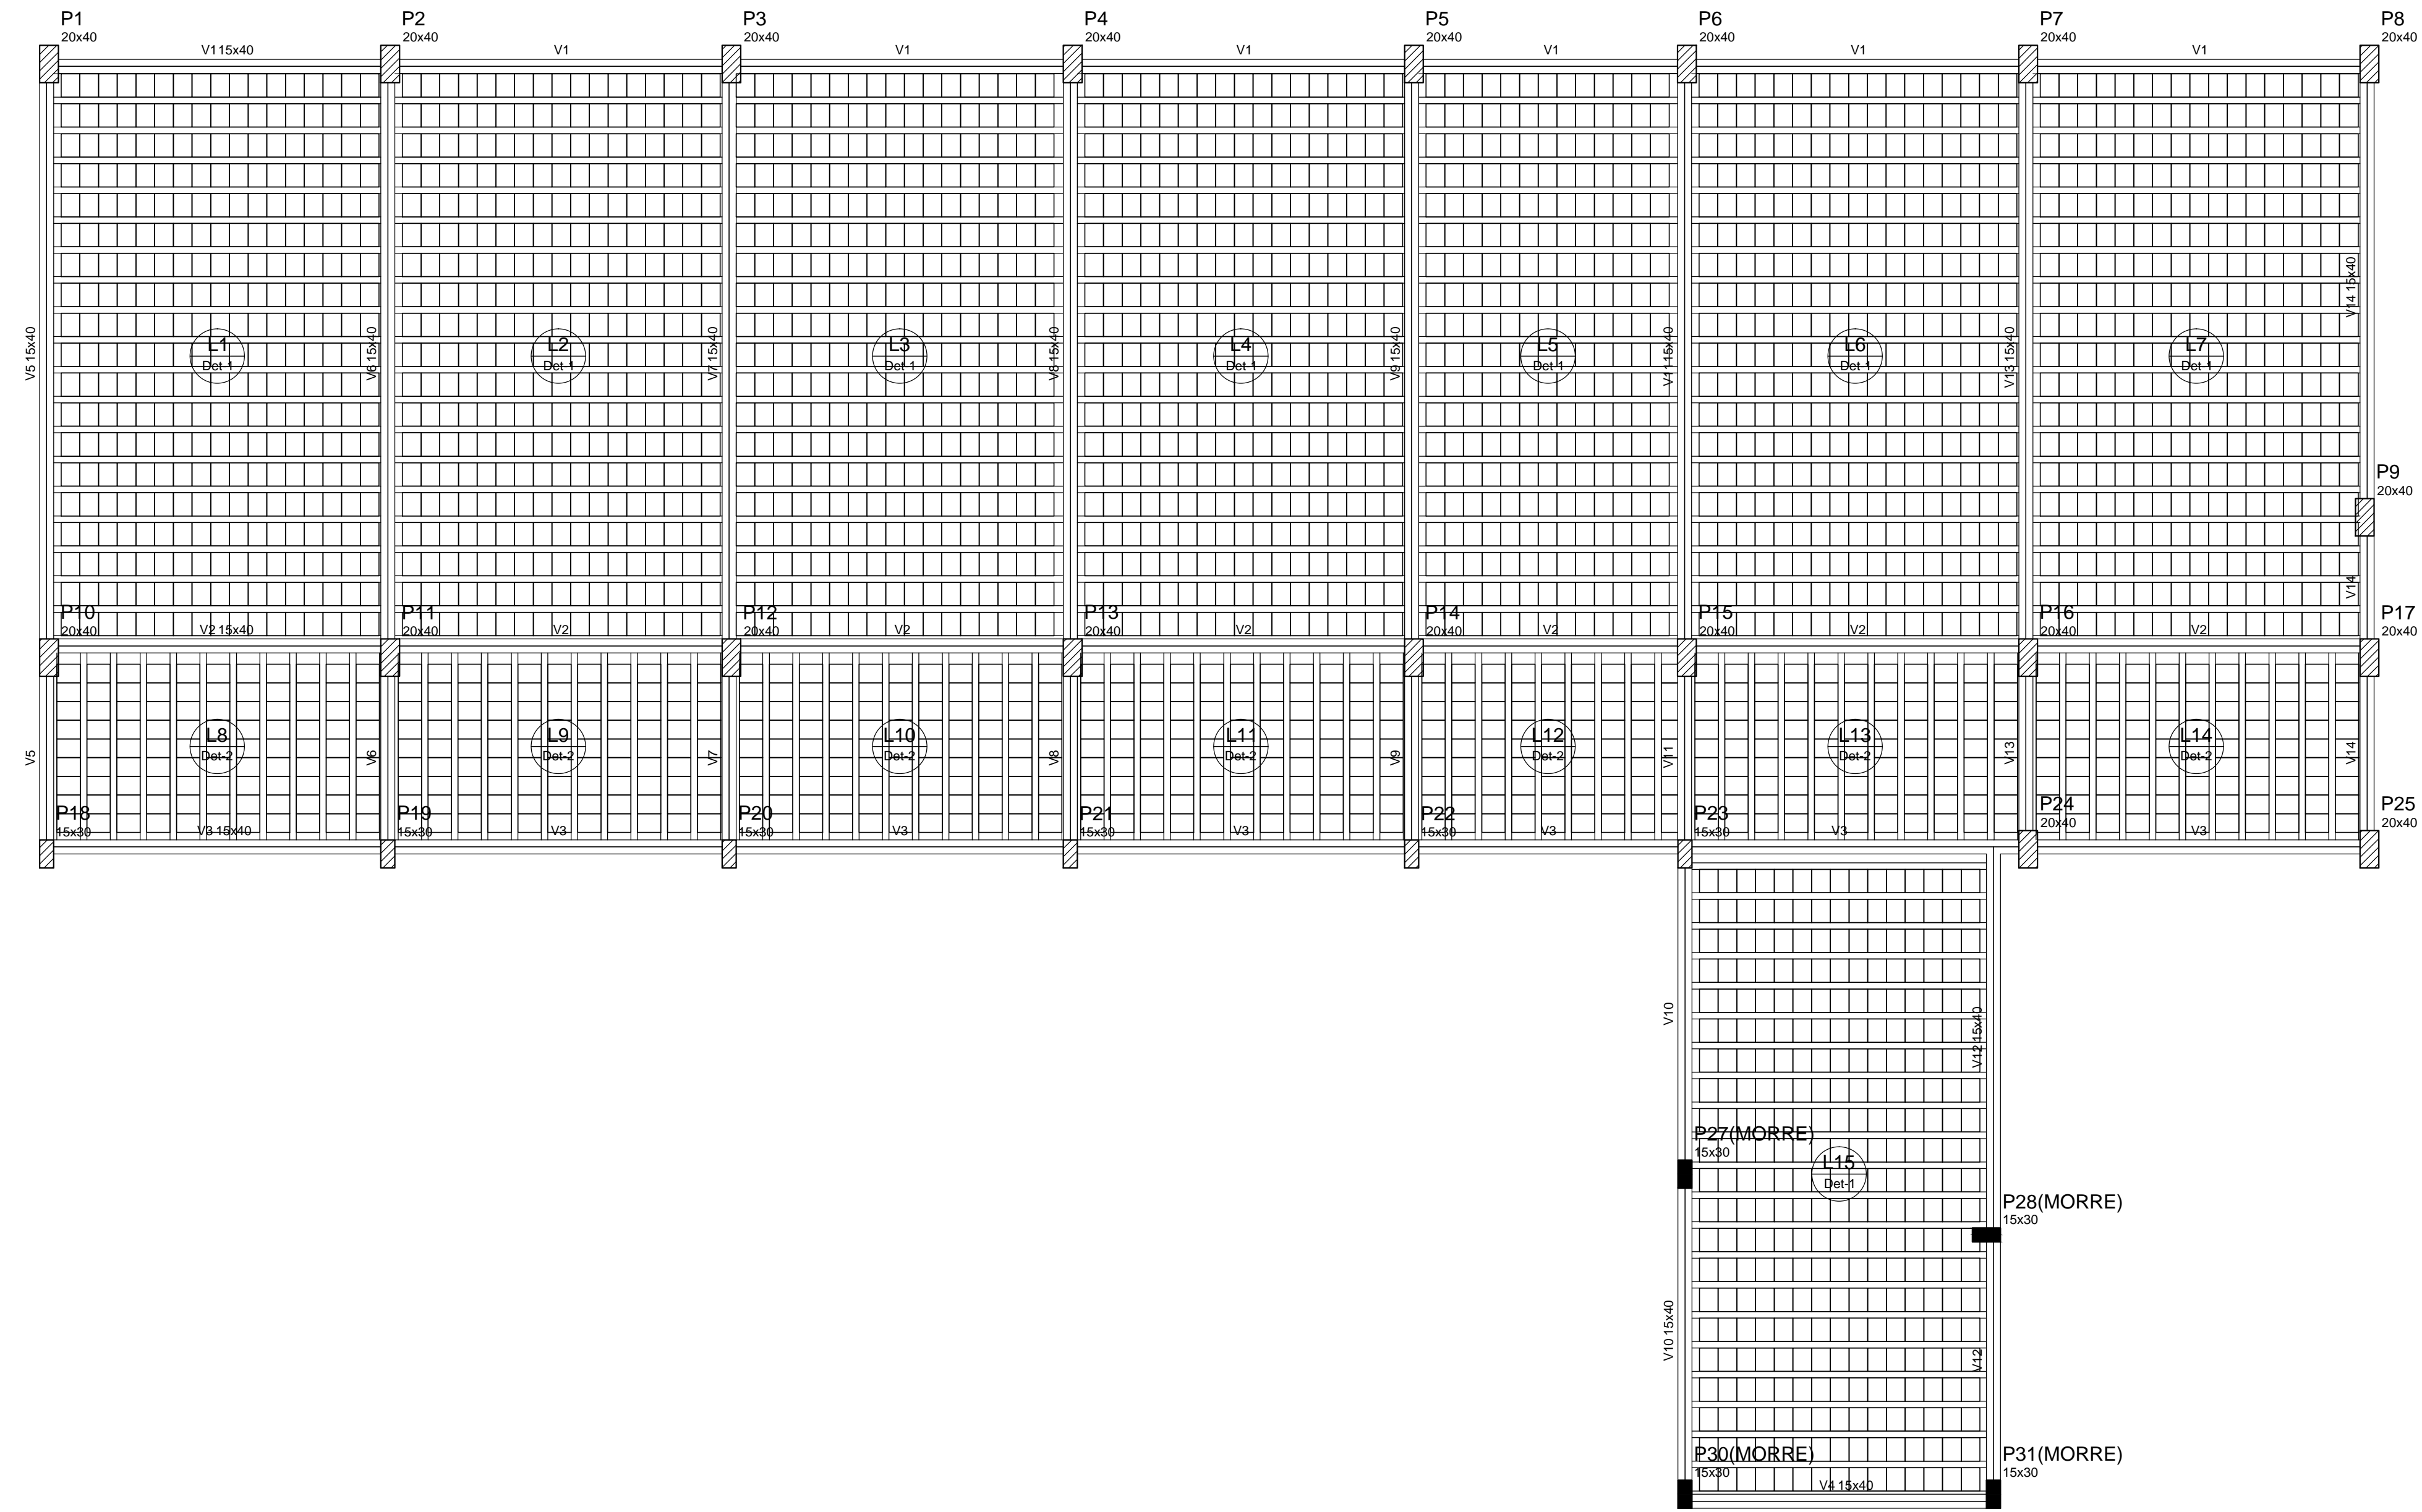 P1
20x40
P2
20x40
P3
20x40
P4
20x40
P5
20x40
P6
20x40
P7
20x40
P8
20x40
V1 15x40
V1
V1
V1
V1
V1
V1
V5 15x40
L1
Det-1
V6 15x40
L2
Det-1
V7 15x40
L3
Det-1
V8 15x40
L4
Det-1
V9 15x40
L5
Det-1
V11 15x40
L6
Det-1
V13 15x40
L7
Det-1
V14 15x40
P9
20x40
V14
P10
20x40
V2 15x40
P11
20x40
V2
P12
20x40
V2
P13
20x40
V2
P14
20x40
V2
P15
20x40
V2
P16
20x40
V2
P17
20x40
V5
L8
Det-2
V6
L9
Det-2
V7
L10
Det-2
V8
L11
Det-2
V9
L12
Det-2
V11
L13
Det-2
V13
L14
Det-2
V14
P18
15x30
V3 15x40
P19
15x30
V3
P20
15x30
V3
P21
15x30
V3
P22
15x30
V3
P23
15x30
V3
P24
20x40
V3
P25
20x40
V10
V12 15x40
P27(MORRE)
15x30
L15
Det-1
P28(MORRE)
15x30
V10 15x40
V12
P30(MORRE)
15x30
V4 15x40
P31(MORRE)
15x30